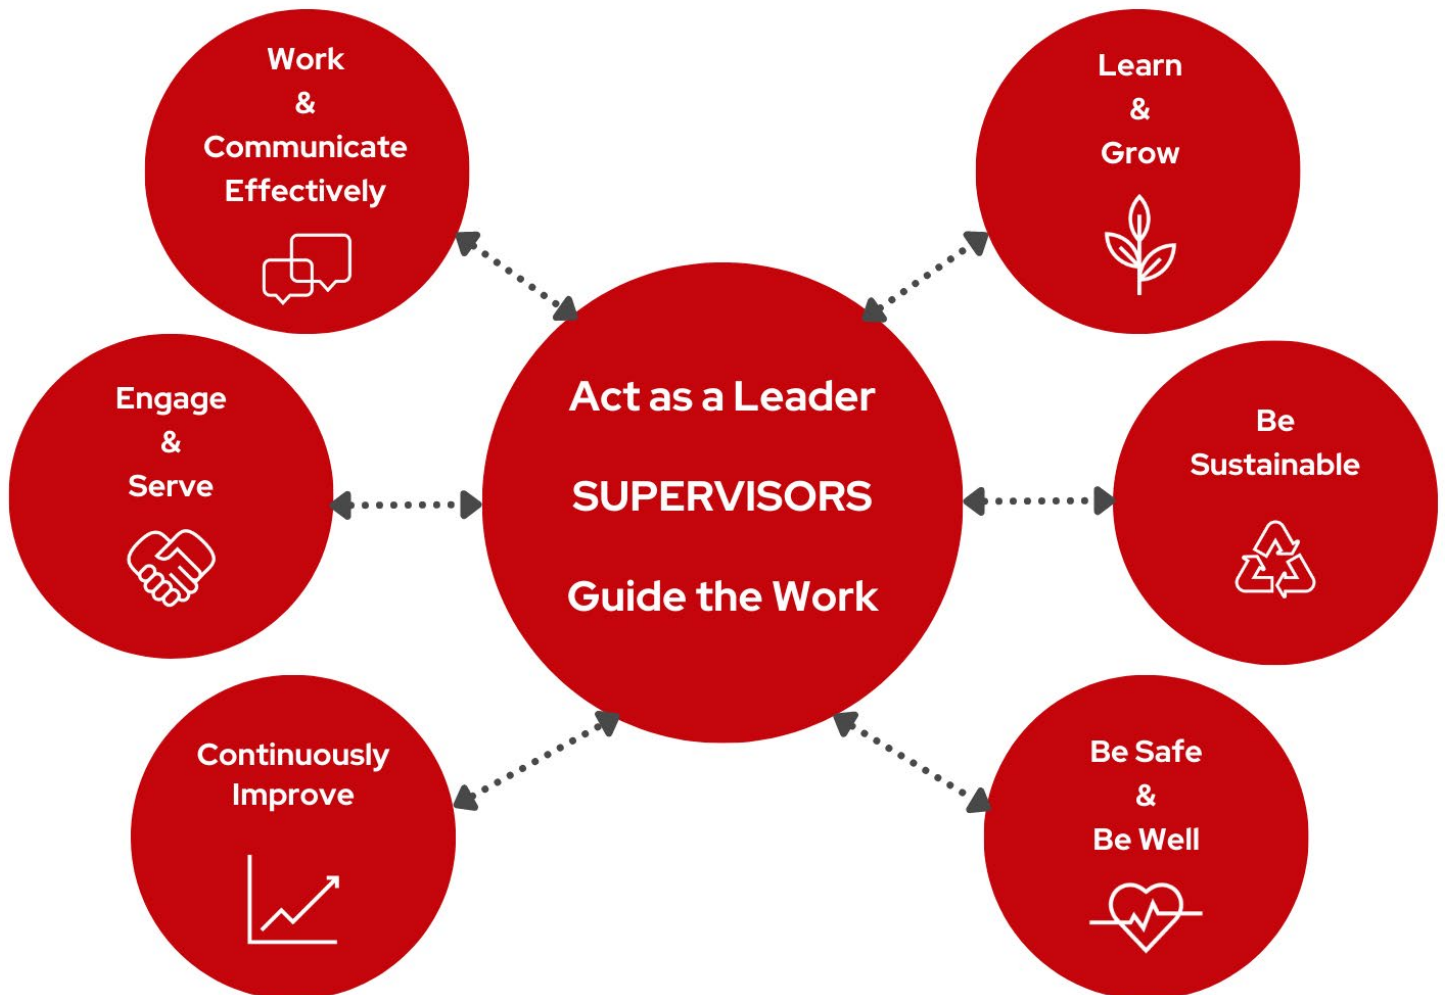 Work
&
Communicate
Effectively
Learn
&
Grow
Engage
&
Serve
Act as a Leader
SUPERVISORS
Guide the Work
Be
Sustainable
Continuously
Improve
Be Safe
&
Be Well